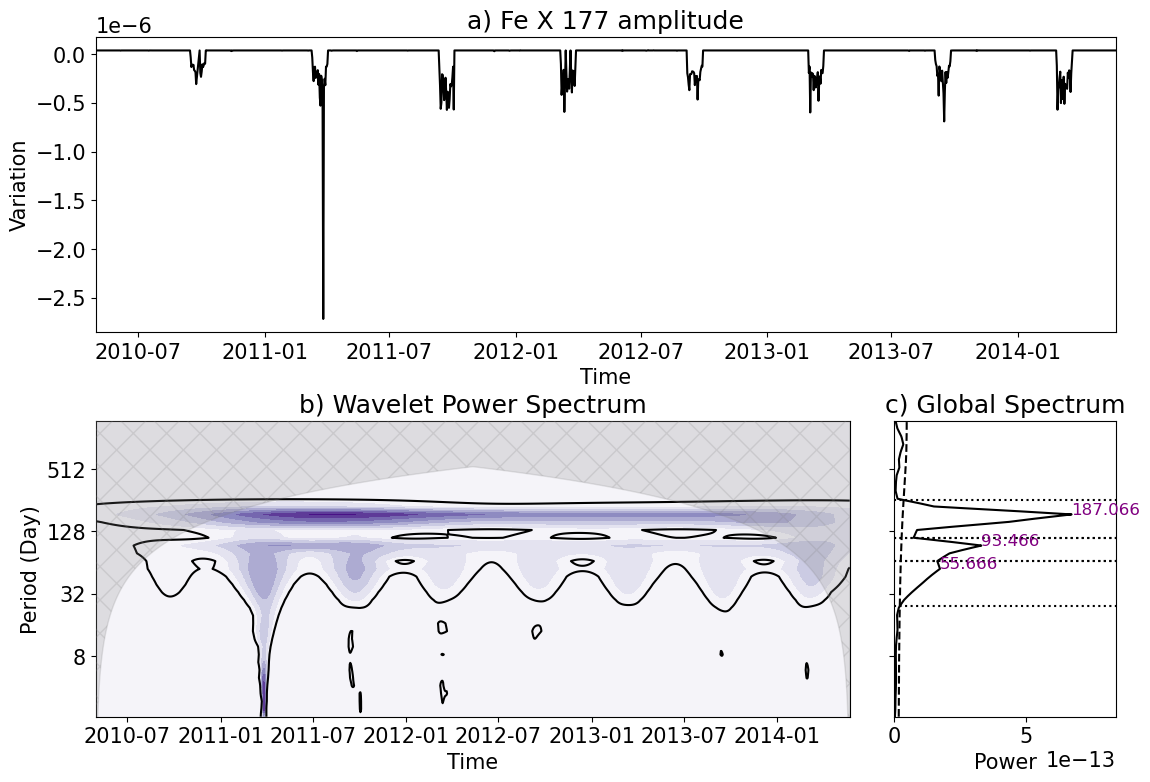 a) Fe X 177 amplitude
1e−6
0.0
−0.5
−1.0
−1.5
−2.0
−2.5
Variation
2010-07 2011-01 2011-07 2012-01 2012-07 2013-01 2013-07 2014-01
Time
b) Wavelet Power Spectrum
512
128
32
8
Period (Day)
2010-07 2011-01 2011-07 2012-01 2012-07 2013-01 2013-07 2014-01
Time
c) Global Spectrum
187.066
93.466
55.666
0 5
Power 1e−13